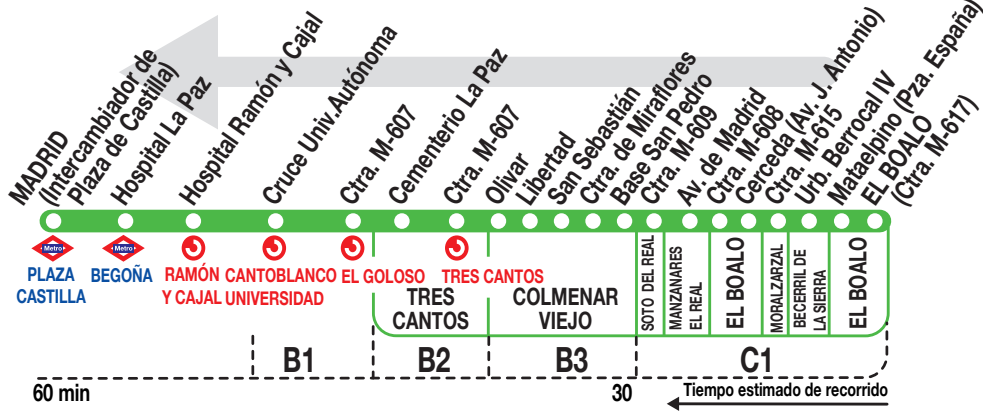 MADRID
(Intercambiador de
Plaza de Castilla)
Hospital La Paz
Hospital Ramón y Cajal
Cruce Univ.Autónoma
Ctra. M-607
Cementerio La Paz
Ctra. M-607
Olivar
Libertad
San Sebastián
Ctra. de Miraflores
Base San Pedro
Ctra. M-609
Av. de Madrid
Ctra. M-608
Cerceda (Av. J. Antonio)
Ctra. M-615
Urb. Berrocal IV
Mataelpino (Pza. España)
EL BOALO
(Ctra. M-617)
Metro
Metro
PLAZA
CASTILLA
BEGOÑA
RAMÓN
Y CAJAL
CANTOBLANCO
UNIVERSIDAD
EL GOLOSO
TRES CANTOS
TRES
CANTOS
COLMENAR
VIEJO
SOTO DEL REAL
MANZANARES
EL REAL
EL BOALO
MORALZARZAL
BECERRIL DE
LA SIERRA
EL BOALO
B1
B2
B3
C1
60 min
30
Tiempo estimado de recorrido